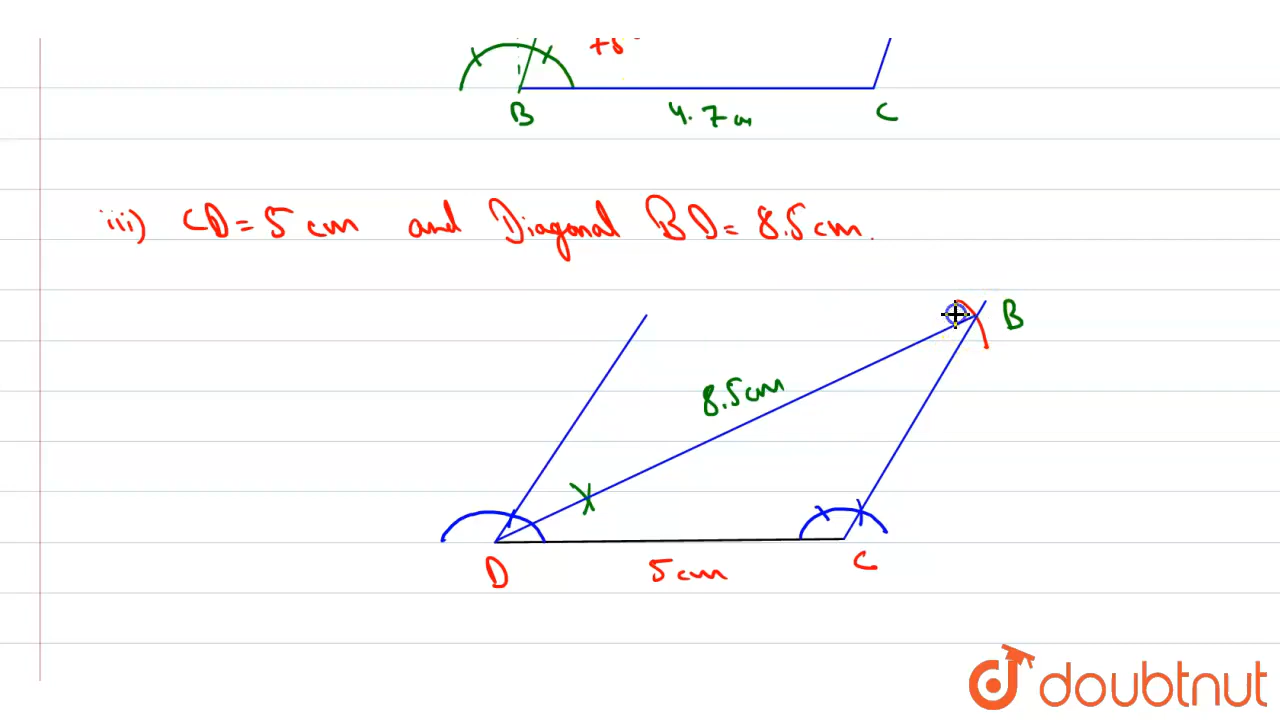 B 4.7 cm C
iii) CD = 5 cm and Diagonal BD = 8.5 cm.
B
8.5 cm
D 5 cm C
doubtnut